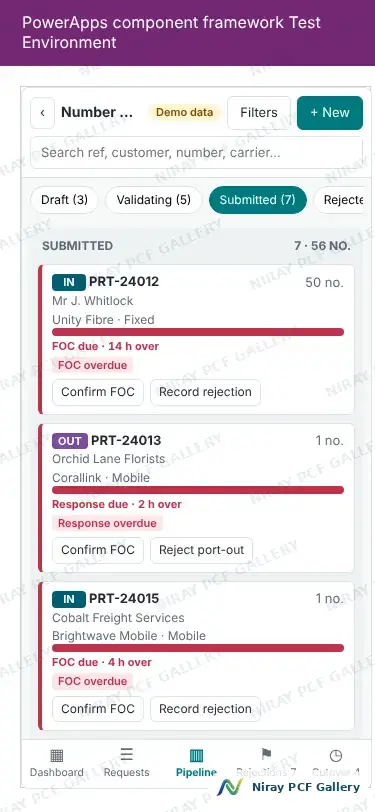 PowerApps component framework Test
Environment
‹ Number ... Demo data Filters + New
Search ref, customer, number, carrier...
Draft (3) Validating (5) Submitted (7) Rejecte
SUBMITTED 7 · 56 NO.
IN PRT-24012 50 no.
Mr J. Whitlock
Unity Fibre · Fixed
FOC due · 14 h over
FOC overdue
Confirm FOC Record rejection
OUT PRT-24013 1 no.
Orchid Lane Florists
Corallink · Mobile
Response due · 2 h over
Response overdue
Confirm FOC Reject port-out
IN PRT-24015 1 no.
Cobalt Freight Services
Brightwave Mobile · Mobile
FOC due · 4 h over
FOC overdue
Confirm FOC Record rejection
Dashboard Requests Pipeline Rejections 7 Cutover 4
Niray PCF Gallery
NIRAY PCF GALLERY